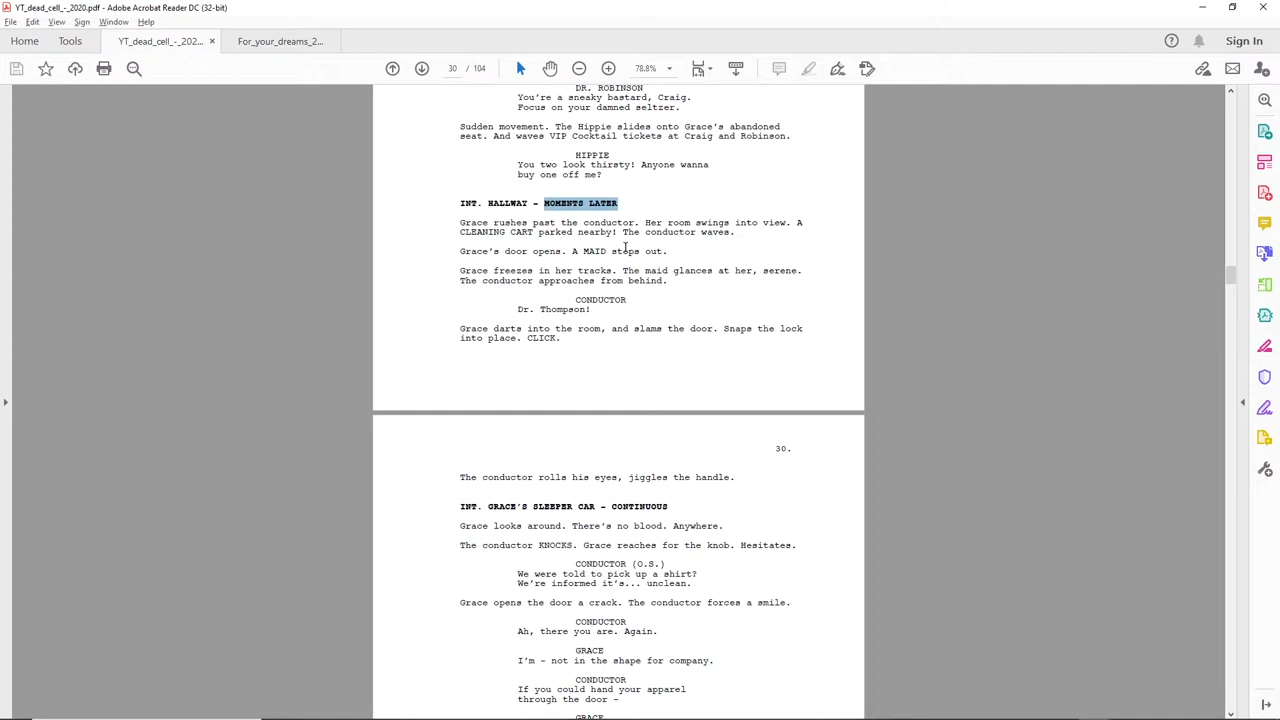 YT_dead_cell_-_2020.pdf - Adobe Acrobat Reader DC (32-bit)
File Edit View Sign Window Help
Home Tools YT_dead_cell_-_202... × For_your_dreams_2... Sign In
30 / 104 78.8%
DR. ROBINSON
You're a sneaky bastard, Craig.
Focus on your damned seltzer.
Sudden movement. The Hippie slides onto Grace's abandoned
seat. And waves VIP Cocktail tickets at Craig and Robinson.
HIPPIE
You two look thirsty! Anyone wanna
buy one off me?
INT. HALLWAY - MOMENTS LATER
Grace rushes past the conductor. Her room swings into view. A
CLEANING CART parked nearby! The conductor waves.
Grace's door opens. A MAID steps out.
Grace freezes in her tracks. The maid glances at her, serene.
The conductor approaches from behind.
CONDUCTOR
Dr. Thompson!
Grace darts into the room, and slams the door. Snaps the lock
into place. CLICK.
30.
The conductor rolls his eyes, jiggles the handle.
INT. GRACE'S SLEEPER CAR - CONTINUOUS
Grace looks around. There's no blood. Anywhere.
The conductor KNOCKS. Grace reaches for the knob. Hesitates.
CONDUCTOR (O.S.)
We were told to pick up a shirt?
We're informed it's... unclean.
Grace opens the door a crack. The conductor forces a smile.
CONDUCTOR
Ah, there you are. Again.
GRACE
I'm - not in the shape for company.
CONDUCTOR
If you could hand your apparel
through the door -
GRACE